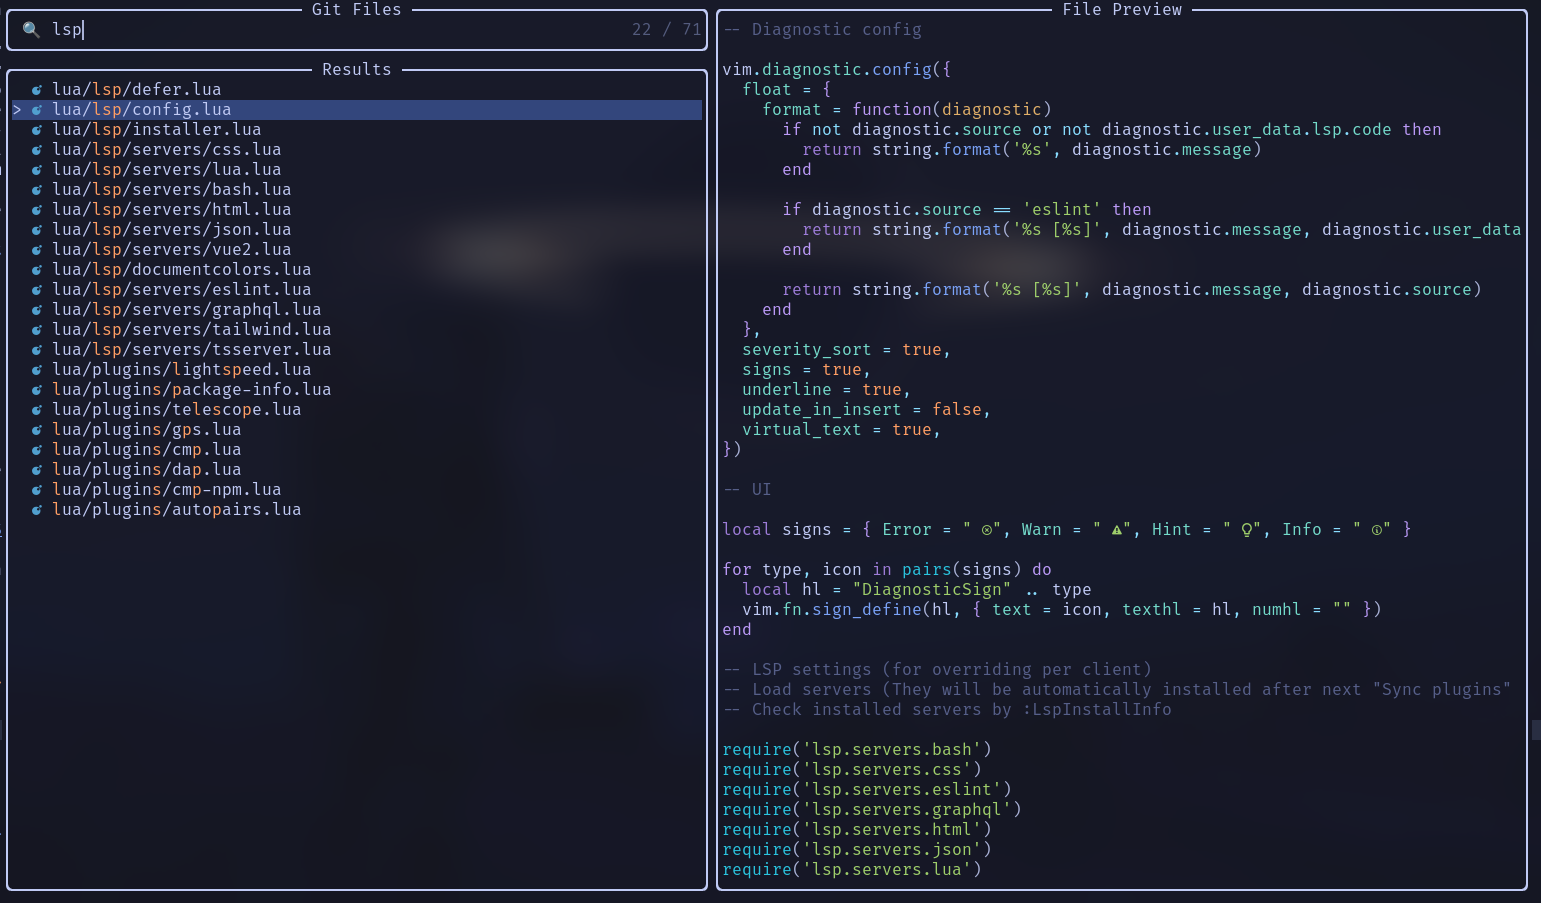 Git Files
lsp
22 / 71
Results
lua/lsp/defer.lua
> lua/lsp/config.lua
lua/lsp/installer.lua
lua/lsp/servers/css.lua
lua/lsp/servers/lua.lua
lua/lsp/servers/bash.lua
lua/lsp/servers/html.lua
lua/lsp/servers/json.lua
lua/lsp/servers/vue2.lua
lua/lsp/documentcolors.lua
lua/lsp/servers/eslint.lua
lua/lsp/servers/graphql.lua
lua/lsp/servers/tailwind.lua
lua/lsp/servers/tsserver.lua
lua/plugins/lightspeed.lua
lua/plugins/package-info.lua
lua/plugins/telescope.lua
lua/plugins/gps.lua
lua/plugins/cmp.lua
lua/plugins/dap.lua
lua/plugins/cmp-npm.lua
lua/plugins/autopairs.lua
File Preview
-- Diagnostic config
vim.diagnostic.config({
  float = {
    format = function(diagnostic)
      if not diagnostic.source or not diagnostic.user_data.lsp.code then
        return string.format('%s', diagnostic.message)
      end
      if diagnostic.source == 'eslint' then
        return string.format('%s [%s]', diagnostic.message, diagnostic.user_data
      end
      return string.format('%s [%s]', diagnostic.message, diagnostic.source)
    end
  },
  severity_sort = true,
  signs = true,
  underline = true,
  update_in_insert = false,
  virtual_text = true,
})
-- UI
local signs = { Error = " ", Warn = " ", Hint = " ", Info = " " }
for type, icon in pairs(signs) do
  local hl = "DiagnosticSign" .. type
  vim.fn.sign_define(hl, { text = icon, texthl = hl, numhl = "" })
end
-- LSP settings (for overriding per client)
-- Load servers (They will be automatically installed after next "Sync plugins"
-- Check installed servers by :LspInstallInfo
require('lsp.servers.bash')
require('lsp.servers.css')
require('lsp.servers.eslint')
require('lsp.servers.graphql')
require('lsp.servers.html')
require('lsp.servers.json')
require('lsp.servers.lua')